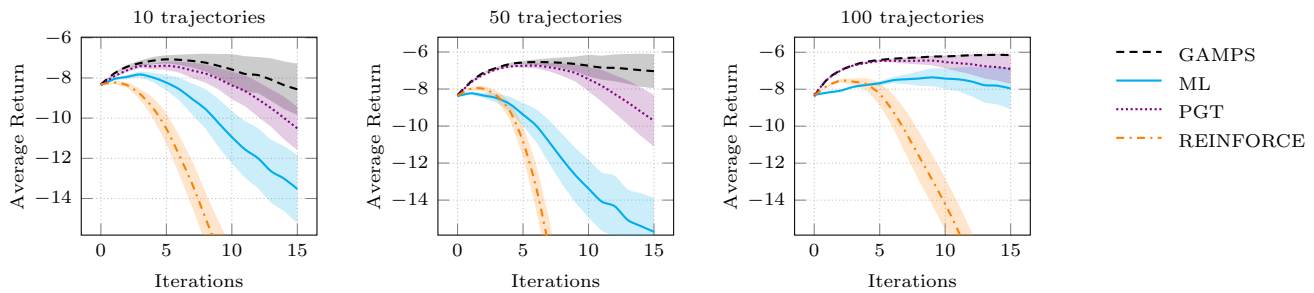 10 trajectories
−6
−8
−10
−12
−14
0
5
10
15
Average Return
Iterations
50 trajectories
−6
−8
−10
−12
−14
0
5
10
15
Average Return
Iterations
100 trajectories
−6
−8
−10
−12
−14
0
5
10
15
Average Return
Iterations
GAMPS
ML
PGT
REINFORCE